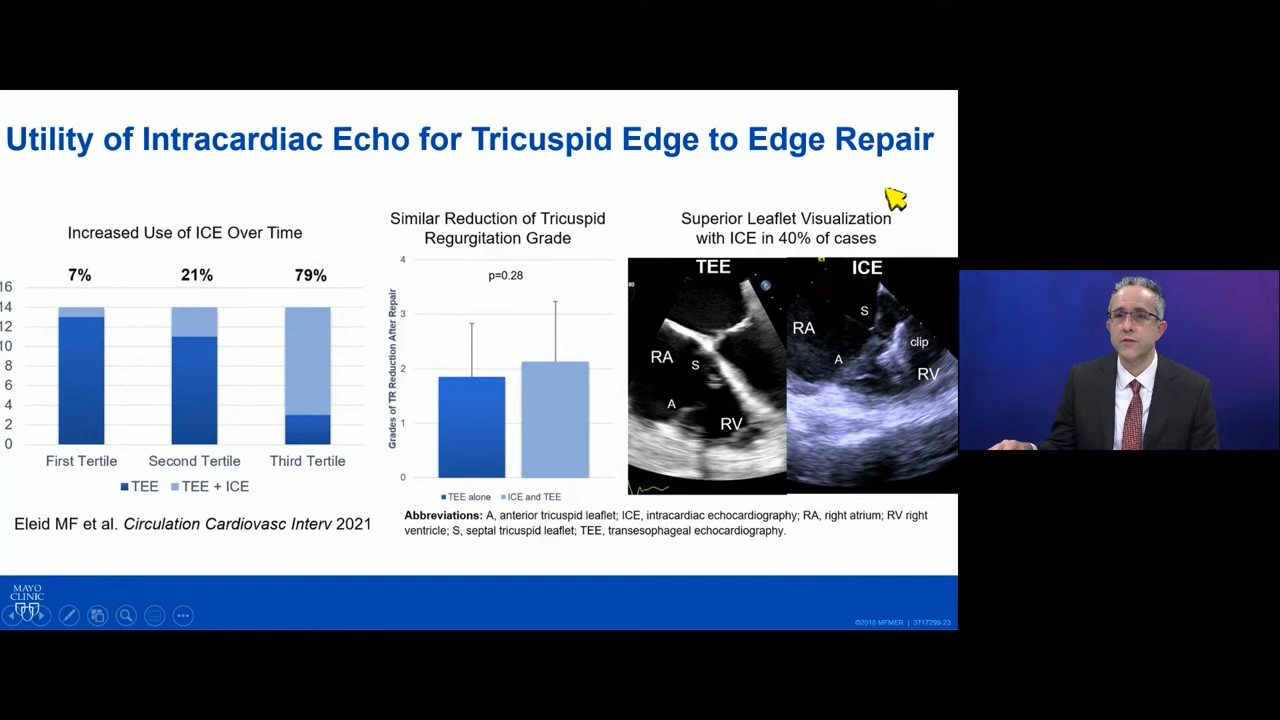 Utility of Intracardiac Echo for Tricuspid Edge to Edge Repair
Increased Use of ICE Over Time
7% 21% 79%
16
14
12
10
8
6
4
2
0
First Tertile Second Tertile Third Tertile
TEE TEE + ICE
Eleid MF et al. Circulation Cardiovasc Interv 2021
Similar Reduction of Tricuspid
Regurgitation Grade
p=0.28
Grades of TR Reduction After Repair
4
3
2
1
0
TEE alone ICE and TEE
Superior Leaflet Visualization
with ICE in 40% of cases
TEE
RA
S
A
RV
ICE
S
RA
clip
A
RV
Abbreviations: A, anterior tricuspid leaflet; ICE, intracardiac echocardiography; RA, right atrium; RV right
ventricle; S, septal tricuspid leaflet; TEE, transesophageal echocardiography.
MAYO
CLINIC
©2018 MFMER | 3717299-23